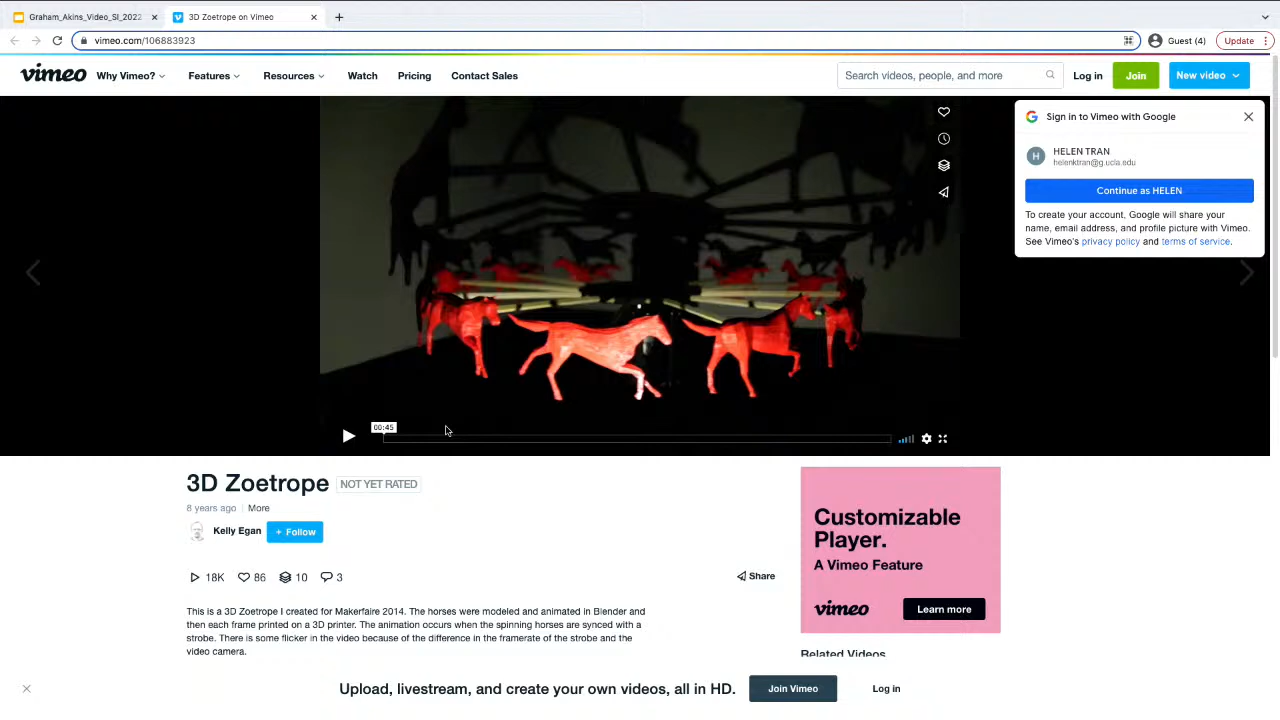 Graham_Akins_Video_SI_2022
3D Zoetrope on Vimeo
vimeo.com/106883923
Guest (4)
Update
vimeo
Why Vimeo?
Features
Resources
Watch
Pricing
Contact Sales
Search videos, people, and more
Log in
Join
New video
Sign in to Vimeo with Google
H
HELEN TRAN
helenktran@g.ucla.edu
Continue as HELEN
To create your account, Google will share your
name, email address, and profile picture with Vimeo.
See Vimeo's privacy policy and terms of service.
00:45
3D Zoetrope
NOT YET RATED
8 years ago
More
Kelly Egan
+ Follow
18K
86
10
3
Share
This is a 3D Zoetrope I created for Makerfaire 2014. The horses were modeled and animated in Blender and
then each frame printed on a 3D printer. The animation occurs when the spinning horses are synced with a
strobe. There is some flicker in the video because of the difference in the framerate of the strobe and the
video camera.
Customizable
Player.
A Vimeo Feature
vimeo
Learn more
Related Videos
Upload, livestream, and create your own videos, all in HD.
Join Vimeo
Log in